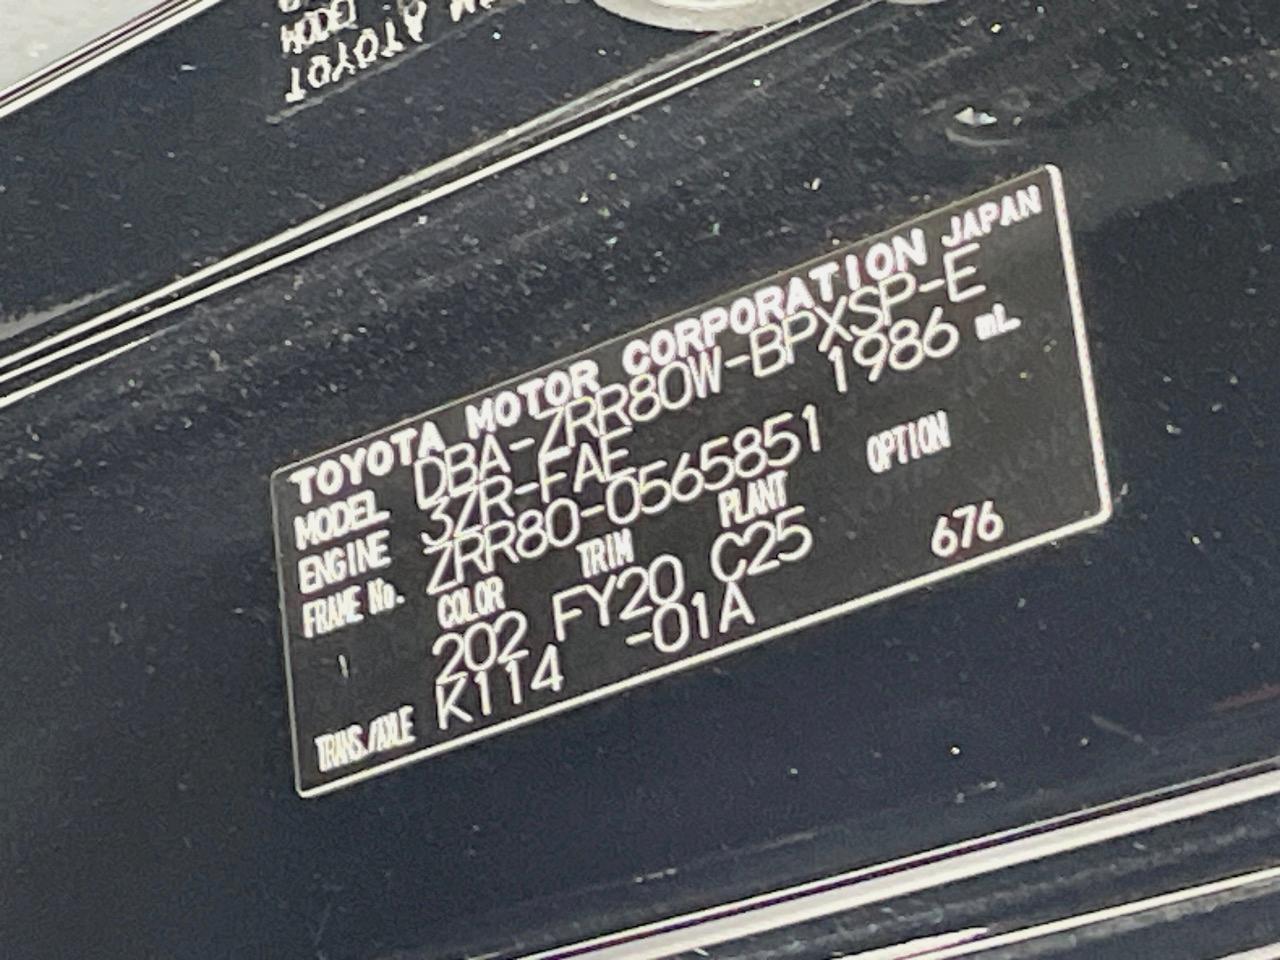 TOYOTA MOTOR CORPORATION JAPAN
MODEL DBA-ZRR80W-BPXSP-E
ENGINE 3ZR-FAE 1986 mL
FRAME No. ZRR80-0565851
COLOR TRIM PLANT OPTION
202 FY20 C25 676
TRANS./AXLE K114 -01A